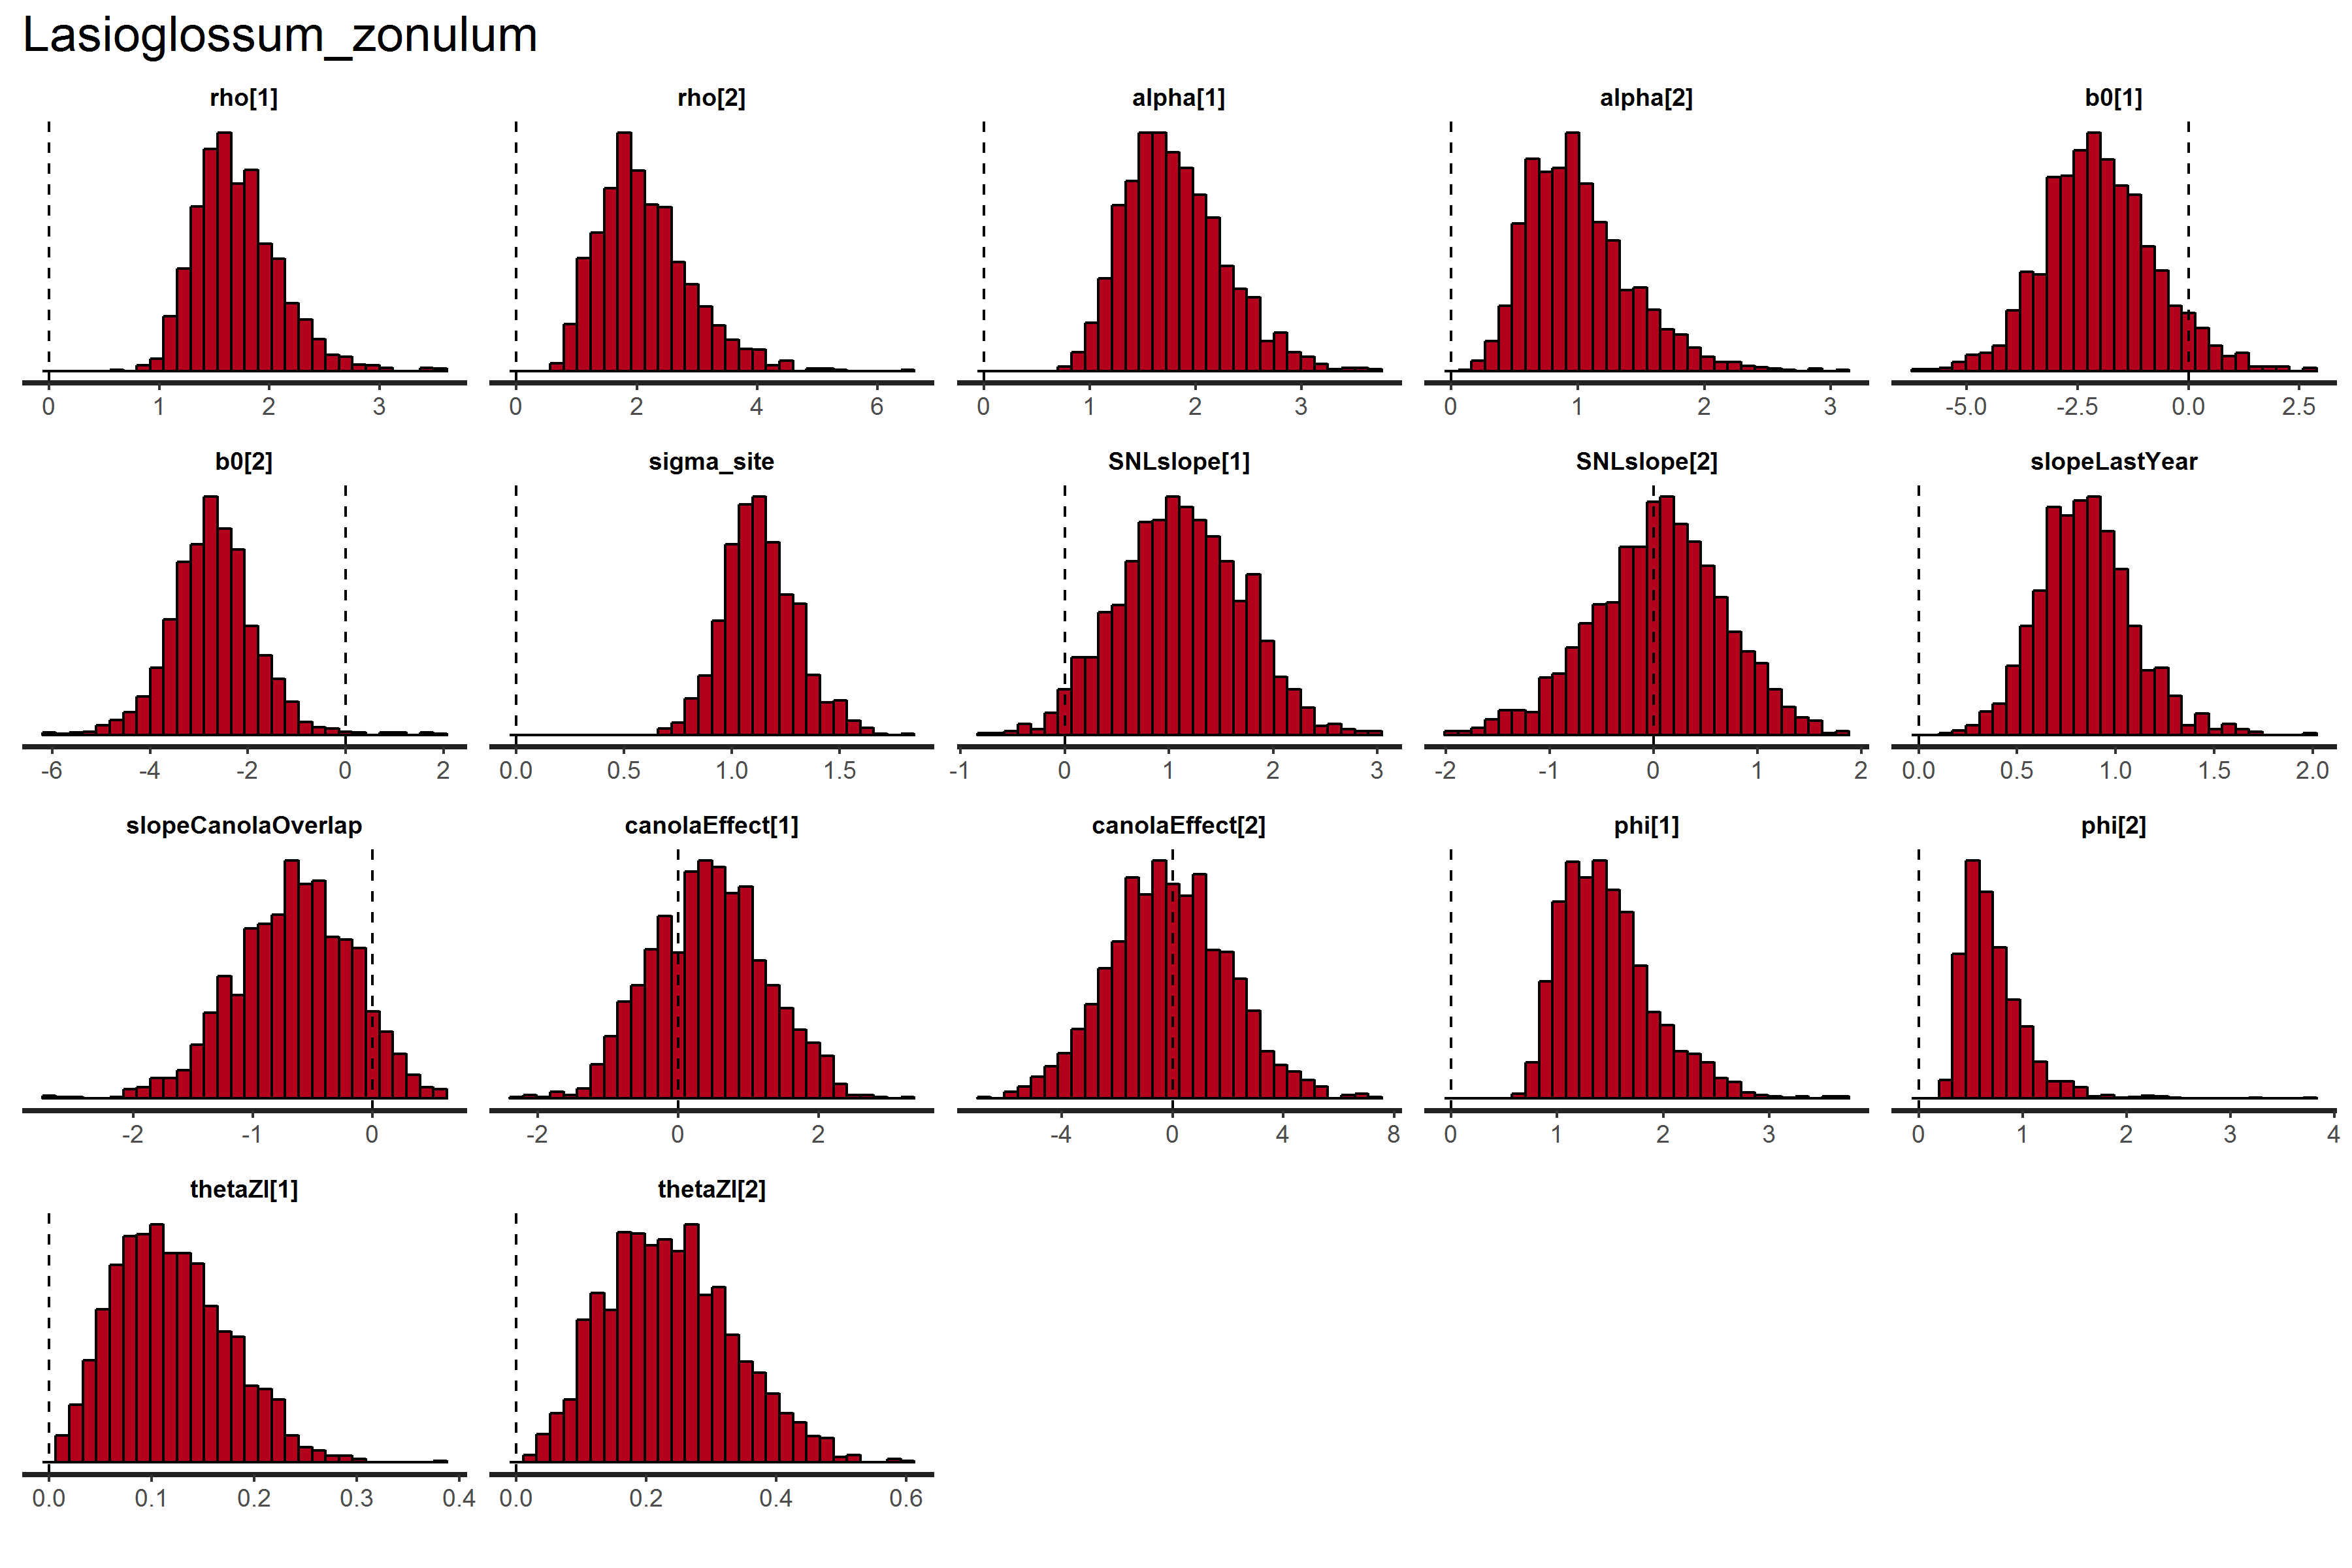 Lasioglossum_zonulum
rho[1] rho[2] alpha[1] alpha[2] b0[1]
0 1 2 3 0 2 4 6 0 1 2 3 0 1 2 3 -5.0 -2.5 0.0 2.5
b0[2] sigma_site SNLslope[1] SNLslope[2] slopeLastYear
-6 -4 -2 0 2 0.0 0.5 1.0 1.5 -1 0 1 2 3 -2 -1 0 1 2 0.0 0.5 1.0 1.5 2.0
slopeCanolaOverlap canolaEffect[1] canolaEffect[2] phi[1] phi[2]
-2 -1 0 -2 0 2 -4 0 4 8 0 1 2 3 0 1 2 3 4
thetaZI[1] thetaZI[2]
0.0 0.1 0.2 0.3 0.4 0.0 0.2 0.4 0.6